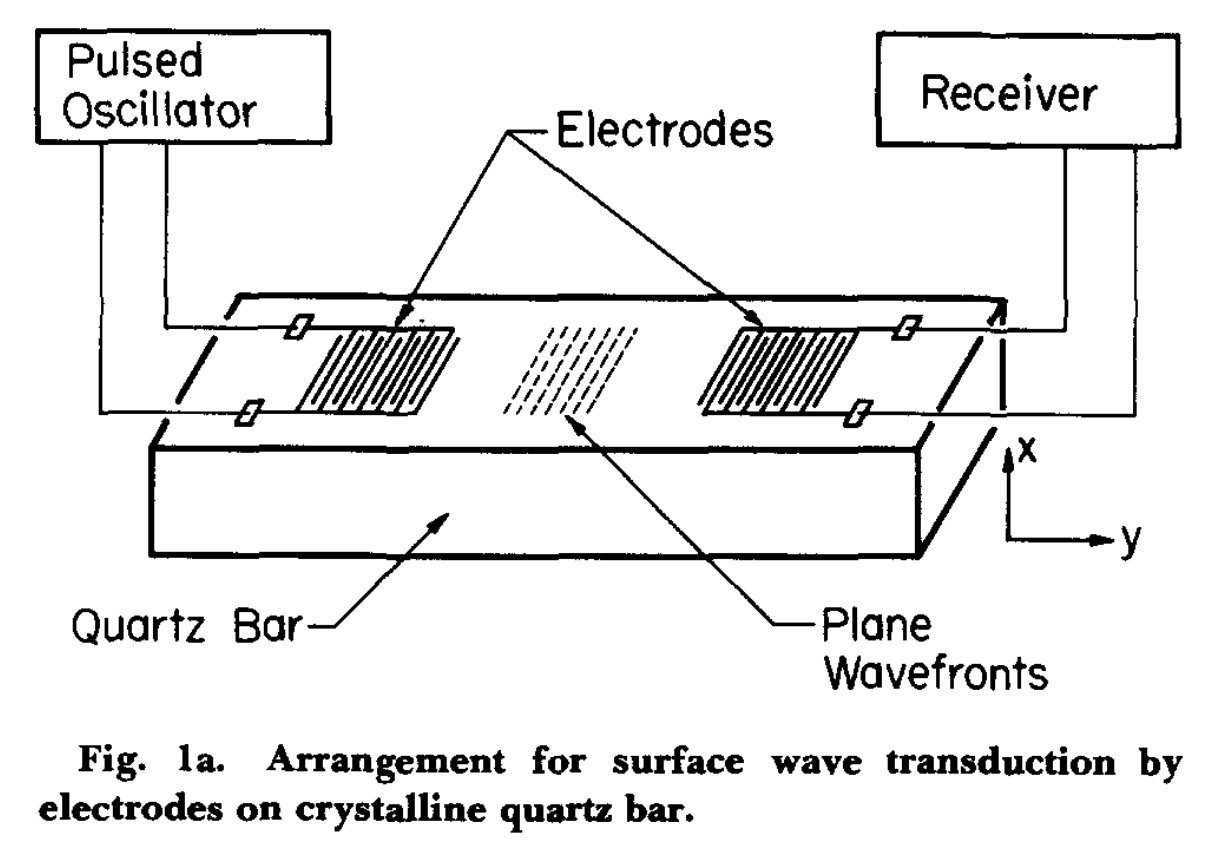 Pulsed
Oscillator
Receiver
Electrodes
x
y
Quartz Bar
Plane
Wavefronts
Fig. 1a. Arrangement for surface wave transduction by
electrodes on crystalline quartz bar.